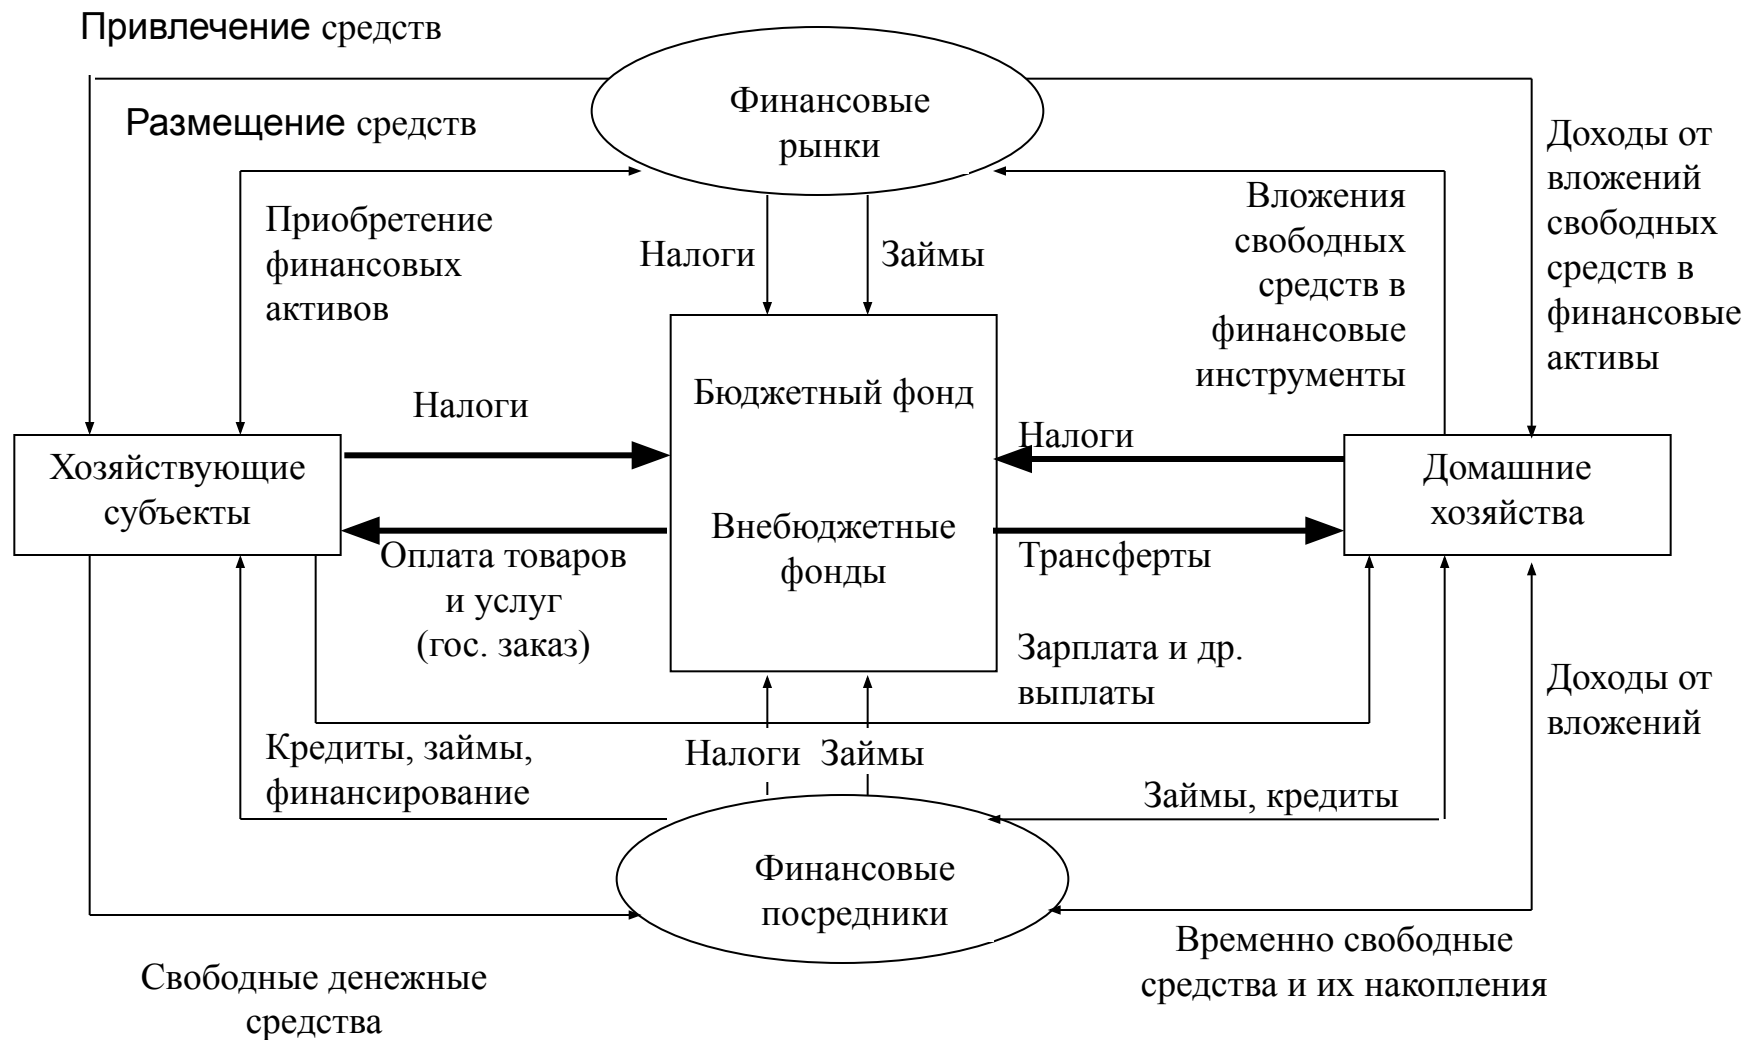 Привлечение средств
Финансовые
рынки
Размещение средств
Доходы от
вложений
свободных
средств в
финансовые
активы
Приобретение
финансовых
активов
Налоги
Займы
Вложения
свободных
средств в
финансовые
инструменты
Налоги
Бюджетный фонд
Налоги
Хозяйствующие
субъекты
Внебюджетные
фонды
Домашние
хозяйства
Оплата товаров
и услуг
(гос. заказ)
Трансферты
Зарплата и др.
выплаты
Доходы от
вложений
Кредиты, займы,
финансирование
Налоги
Займы
Займы, кредиты
Финансовые
посредники
Временно свободные
средства и их накопления
Свободные денежные
средства